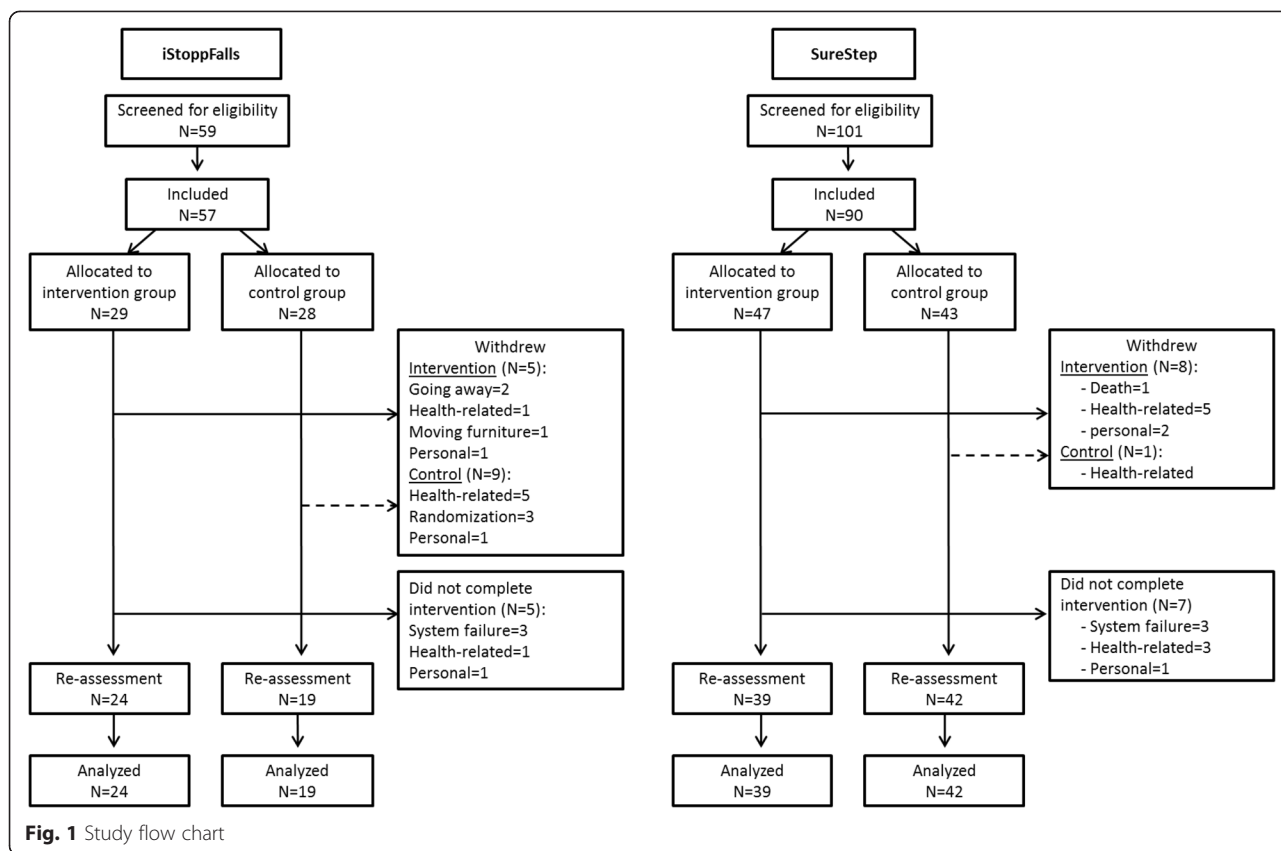 iStoppFalls
Screened for eligibility
N=59
Included
N=57
Allocated to
intervention group
N=29
Allocated to
control group
N=28
Withdrew
Intervention (N=5):
Going away=2
Health-related=1
Moving furniture=1
Personal=1
Control (N=9):
Health-related=5
Randomization=3
Personal=1
Did not complete
intervention (N=5):
System failure=3
Health-related=1
Personal=1
Re-assessment
N=24
Re-assessment
N=19
Analyzed
N=24
Analyzed
N=19
SureStep
Screened for eligibility
N=101
Included
N=90
Allocated to
intervention group
N=47
Allocated to
control group
N=43
Withdrew
Intervention (N=8):
- Death=1
- Health-related=5
- personal=2
Control (N=1):
- Health-related
Did not complete
intervention (N=7)
- System failure=3
- Health-related=3
- Personal=1
Re-assessment
N=39
Re-assessment
N=42
Analyzed
N=39
Analyzed
N=42
Fig. 1 Study flow chart